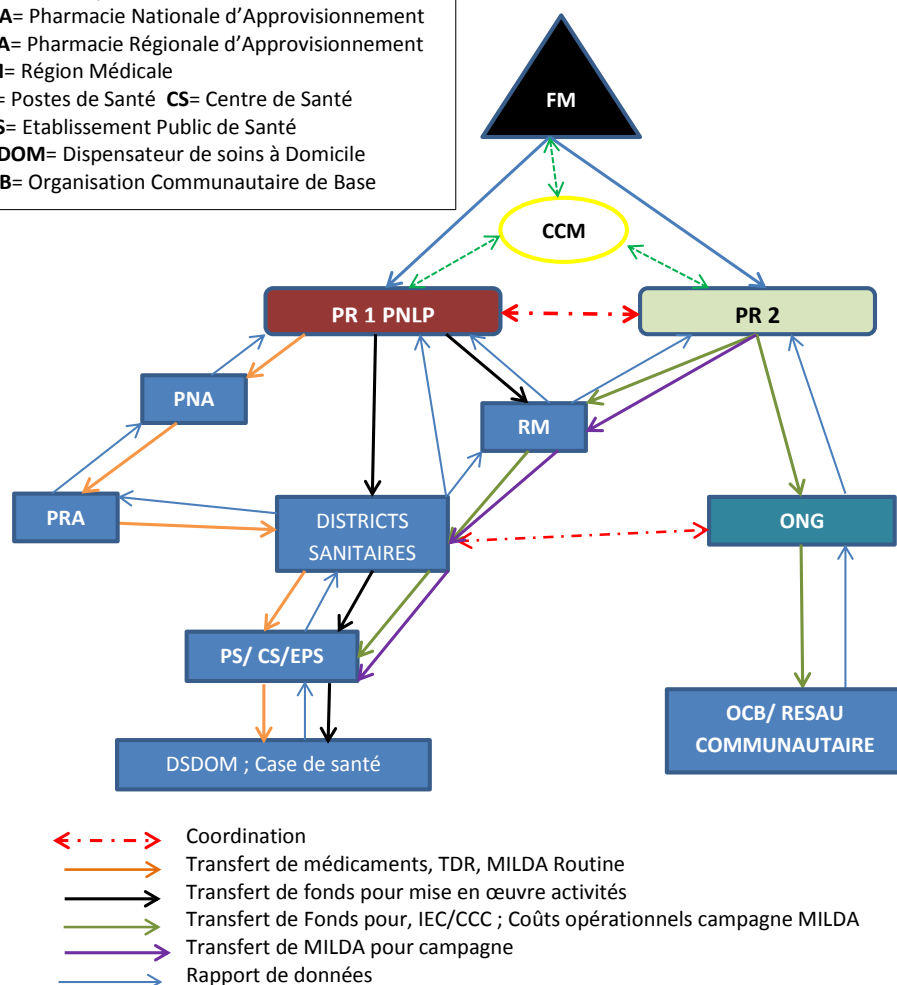 A= Pharmacie Nationale d’Approvisionnement
A= Pharmacie Régionale d’Approvisionnement
= Région Médicale
= Postes de Santé CS= Centre de Santé
S= Etablissement Public de Santé
DOM= Dispensateur de soins à Domicile
B= Organisation Communautaire de Base
FM
CCM
PR 1 PNLP
PR 2
PNA
RM
PRA
DISTRICTS
SANITAIRES
ONG
PS/ CS/EPS
OCB/ RESAU
COMMUNAUTAIRE
DSDOM ; Case de santé
Coordination
Transfert de médicaments, TDR, MILDA Routine
Transfert de fonds pour mise en œuvre activités
Transfert de Fonds pour, IEC/CCC ; Coûts opérationnels campagne MILDA
Transfert de MILDA pour campagne
Rapport de données